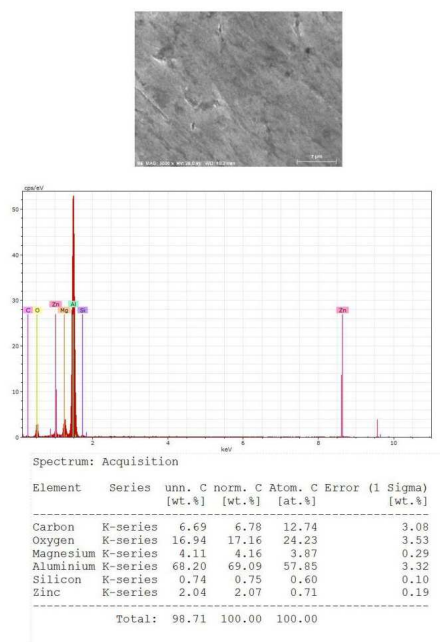 1 µm
cps/eV
50
40
30
20
10
0
C O Zn Mg Al Si Zn
2 4 6 8 10
keV
Spectrum: Acquisition
Element Series unn. C norm. C Atom. C Error (1 Sigma)
[wt.%] [wt.%] [at.%] [wt.%]
Carbon K-series 6.69 6.78 12.74 3.08
Oxygen K-series 16.94 17.16 24.23 3.53
Magnesium K-series 4.11 4.16 3.92 0.29
Aluminium K-series 68.20 69.09 57.85 3.32
Silicon K-series 0.74 0.75 0.60 0.10
Zinc K-series 2.04 2.07 0.71 0.19
Total: 98.71 100.00 100.00